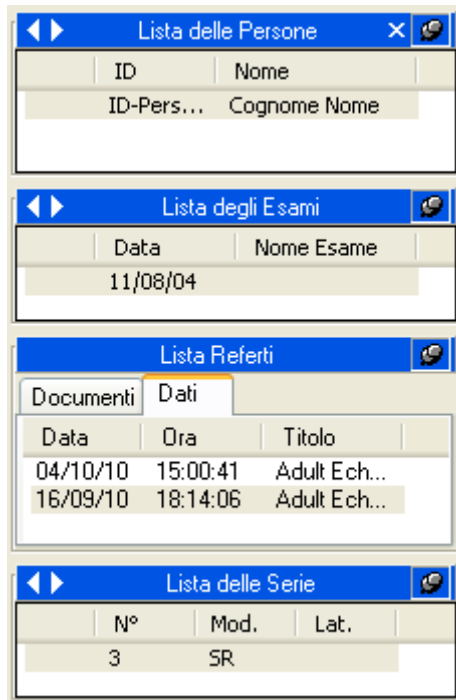 Lista delle Persone
ID Nome
ID-Pers... Cognome Nome
Lista degli Esami
Data Nome Esame
11/08/04
Lista Referti
Documenti Dati
Data Ora Titolo
04/10/10 15:00:41 Adult Ech...
16/09/10 18:14:06 Adult Ech...
Lista delle Serie
N° Mod. Lat.
3 SR